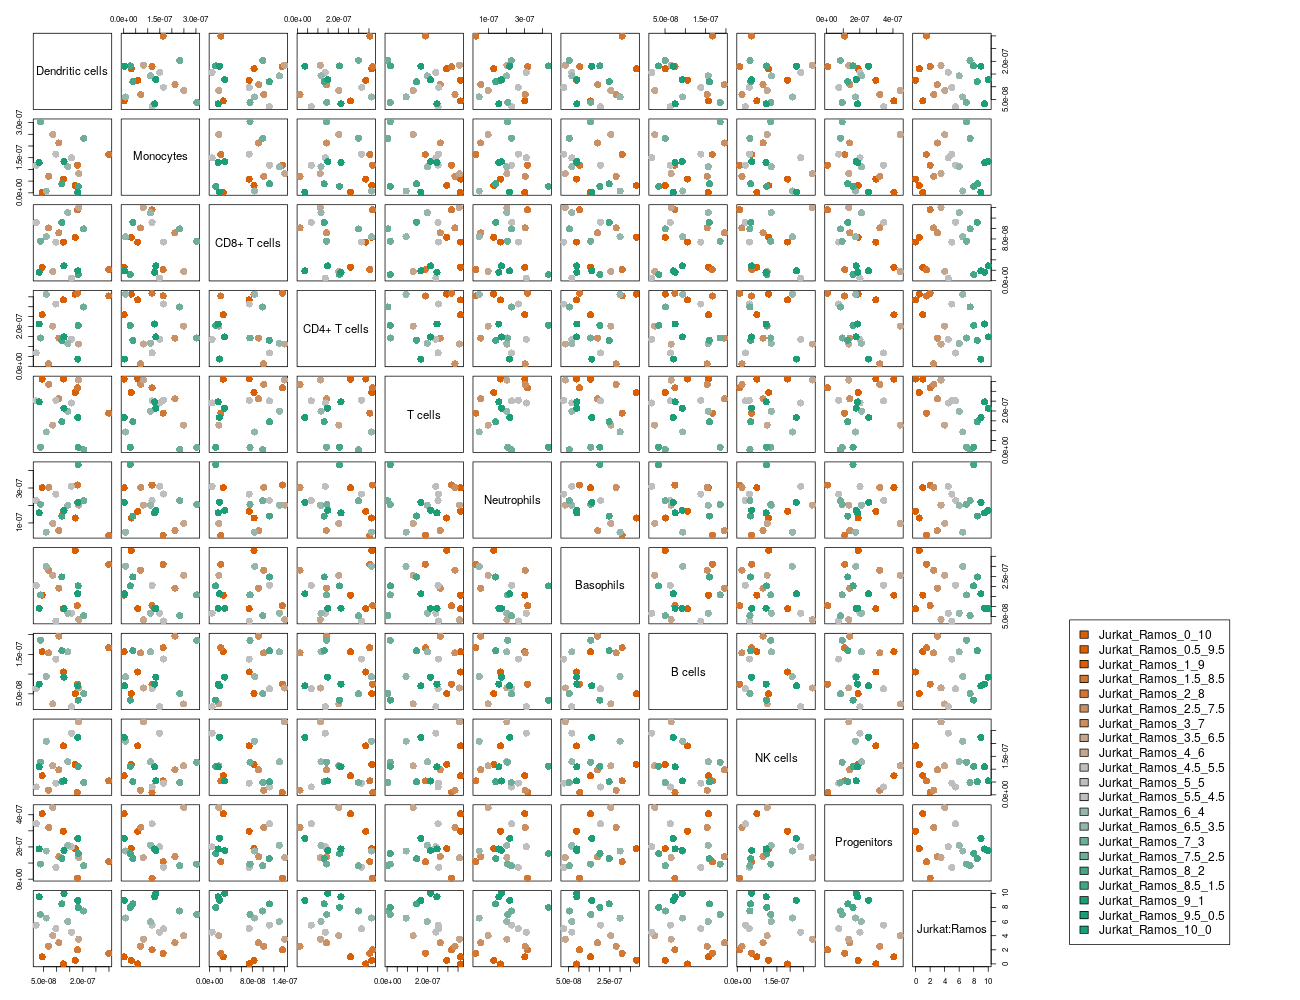 0.0e+00 1.5e-07 3.0e-07 0.0e+00 2.0e-07 1e-07 3e-07 5.0e-08 1.5e-07 0e+00 2e-07 4e-07
Dendritic cells
5.0e-08 2.0e-07
Monocytes
0.0e+00 1.5e-07 3.0e-07
CD8+ T cells
0.0e+00 8.0e-08
CD4+ T cells
0.0e+00 2.0e-07
T cells
0.0e+00 2.0e-07
Neutrophils
1e-07 3e-07
Basophils
5.0e-08 2.5e-07
B cells
5.0e-08 1.5e-07
NK cells
0.0e+00 1.5e-07
Progenitors
0e+00 2e-07 4e-07
Jurkat:Ramos
0 2 4 6 8 10
5.0e-08 2.0e-07 0.0e+00 8.0e-08 1.4e-07 0.0e+00 2.0e-07 5.0e-08 2.5e-07 0.0e+00 1.5e-07 0 2 4 6 8 10
Jurkat_Ramos_0_10
Jurkat_Ramos_0.5_9.5
Jurkat_Ramos_1_9
Jurkat_Ramos_1.5_8.5
Jurkat_Ramos_2_8
Jurkat_Ramos_2.5_7.5
Jurkat_Ramos_3_7
Jurkat_Ramos_3.5_6.5
Jurkat_Ramos_4_6
Jurkat_Ramos_4.5_5.5
Jurkat_Ramos_5_5
Jurkat_Ramos_5.5_4.5
Jurkat_Ramos_6_4
Jurkat_Ramos_6.5_3.5
Jurkat_Ramos_7_3
Jurkat_Ramos_7.5_2.5
Jurkat_Ramos_8_2
Jurkat_Ramos_8.5_1.5
Jurkat_Ramos_9_1
Jurkat_Ramos_9.5_0.5
Jurkat_Ramos_10_0